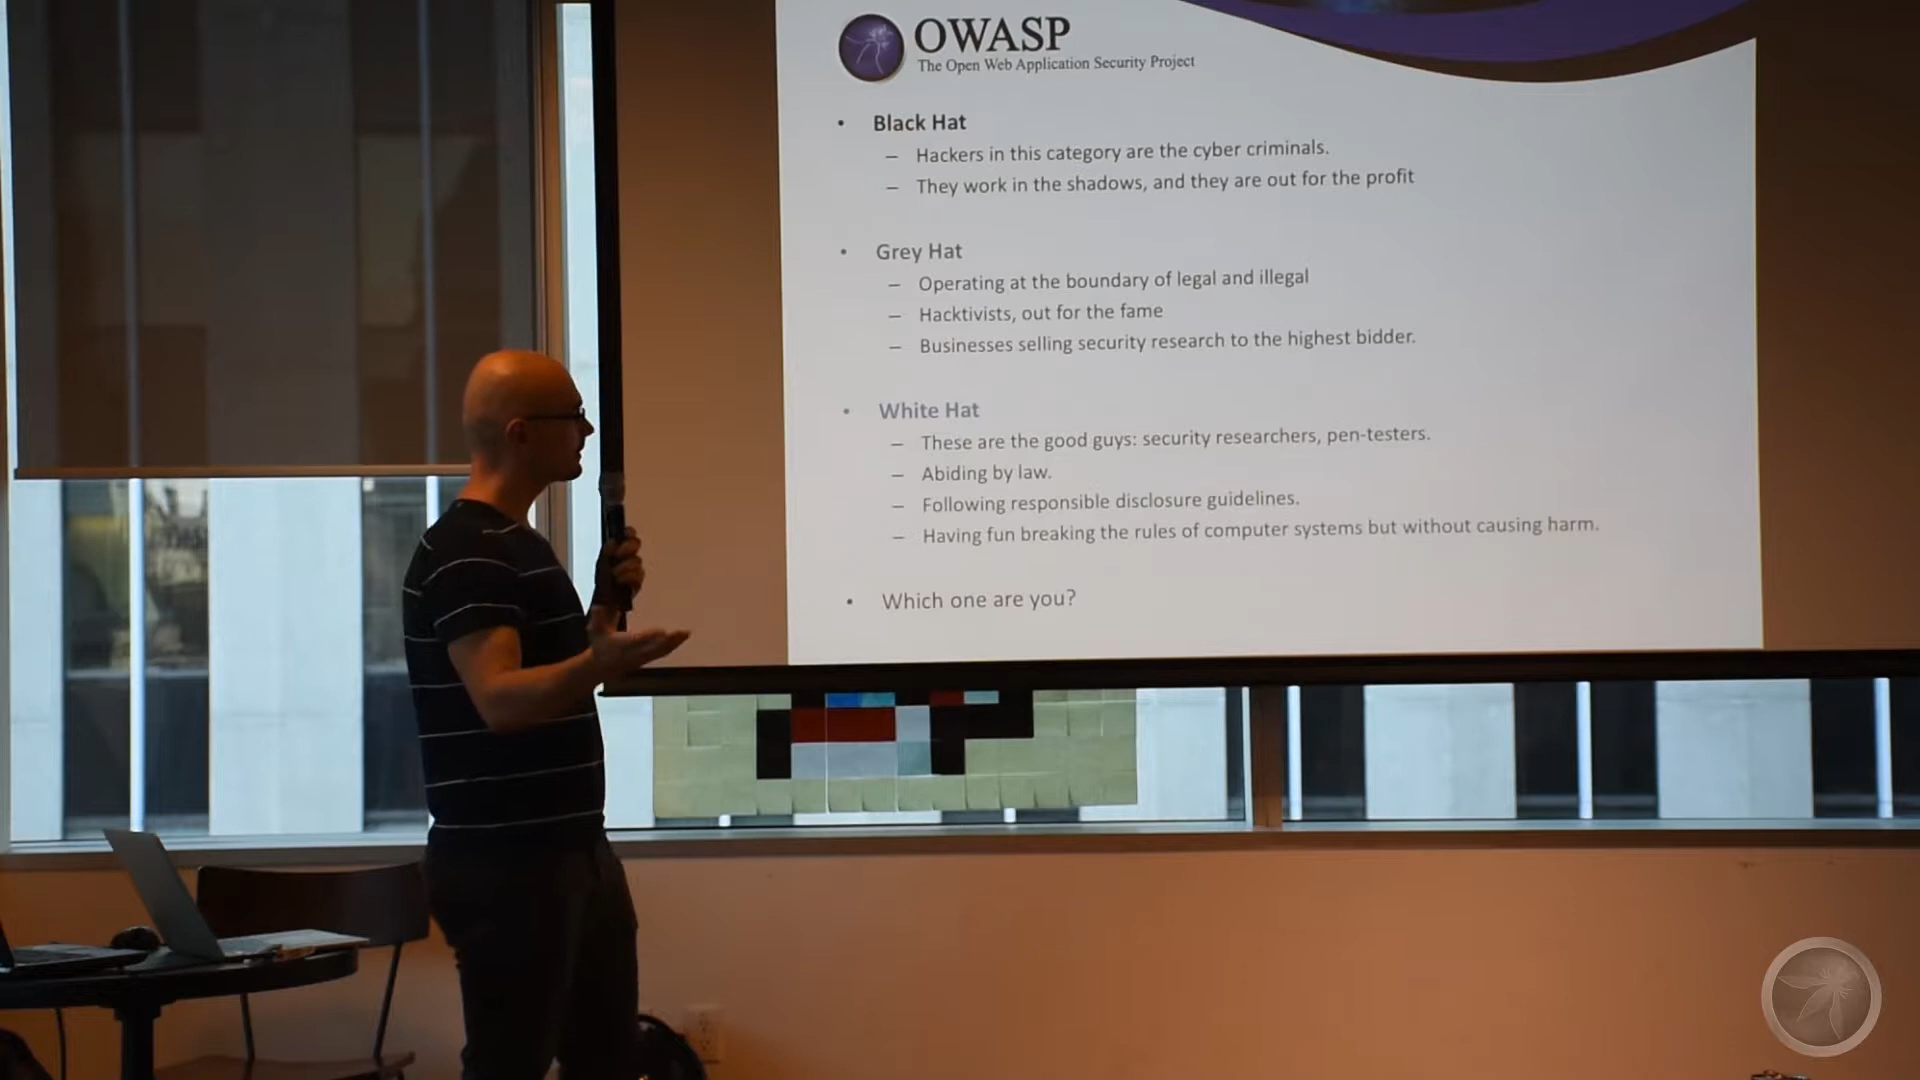 OWASP
The Open Web Application Security Project
• Black Hat
– Hackers in this category are the cyber criminals.
– They work in the shadows, and they are out for the profit
• Grey Hat
– Operating at the boundary of legal and illegal
– Hacktivists, out for the fame
– Businesses selling security research to the highest bidder.
• White Hat
– These are the good guys: security researchers, pen-testers.
– Abiding by law.
– Following responsible disclosure guidelines.
– Having fun breaking the rules of computer systems but without causing harm.
• Which one are you?